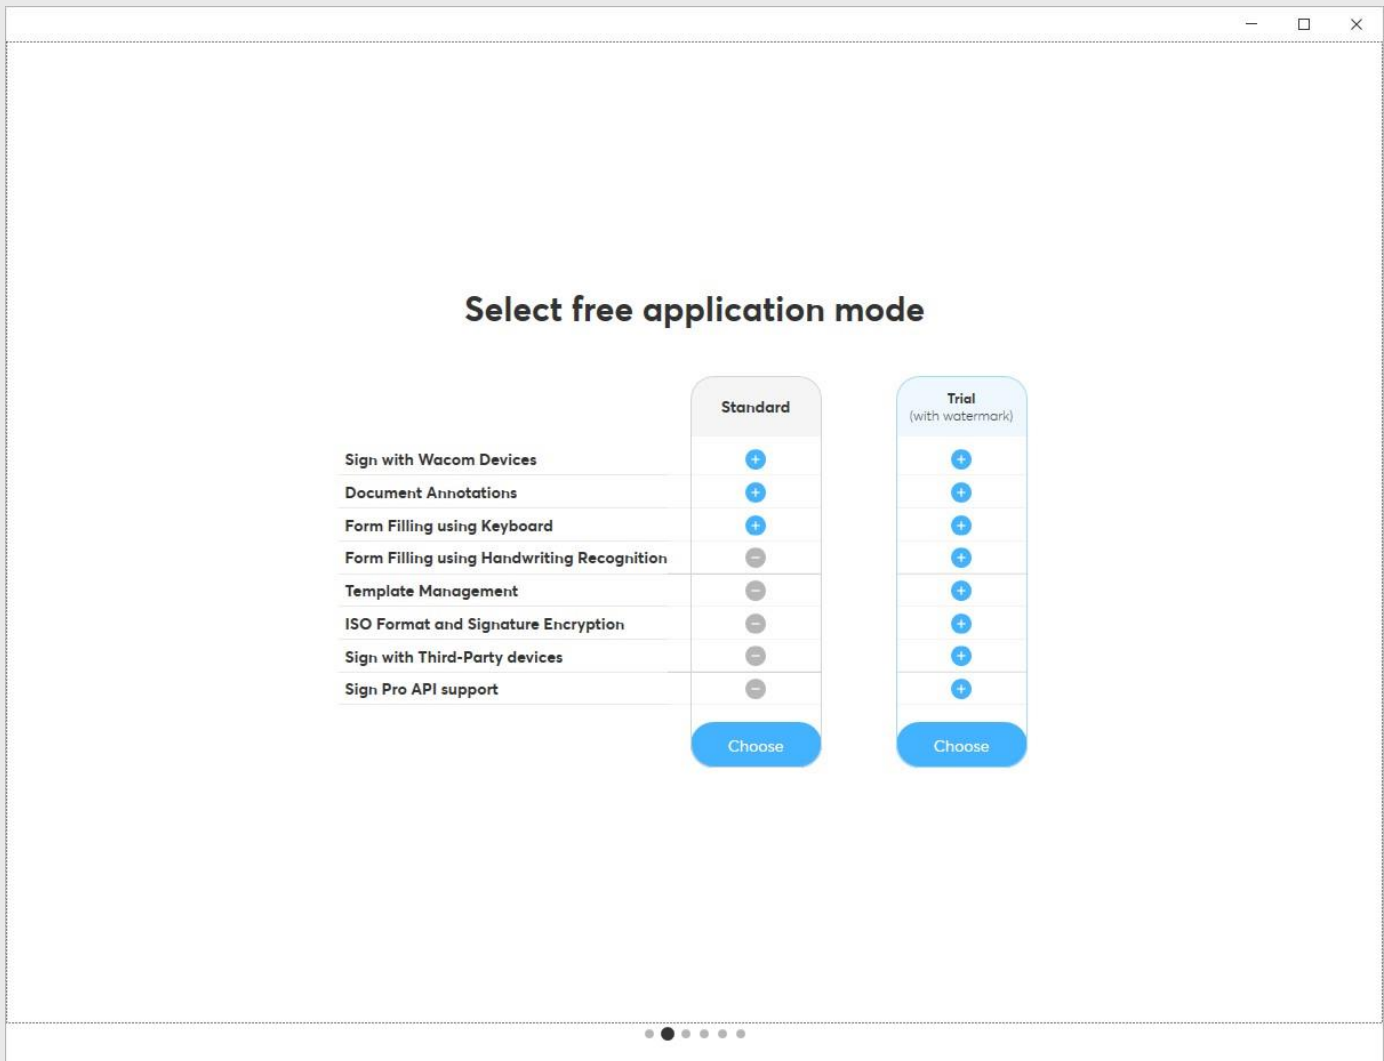 Select free application mode
Standard
Trial
(with watermark)
Sign with Wacom Devices
Document Annotations
Form Filling using Keyboard
Form Filling using Handwriting Recognition
Template Management
ISO Format and Signature Encryption
Sign with Third-Party devices
Sign Pro API support
Choose
Choose